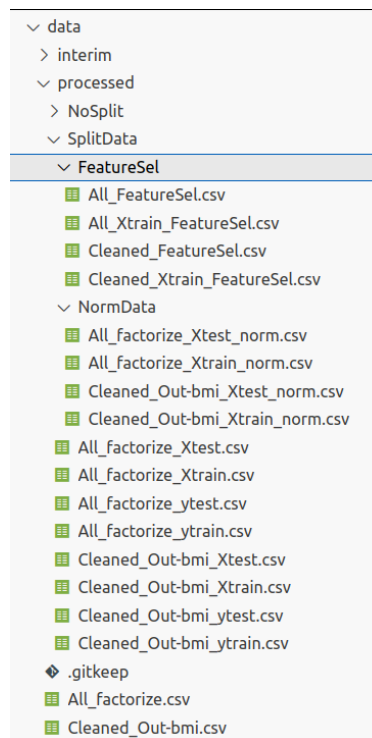 data
interim
processed
NoSplit
SplitData
FeatureSel
All_FeatureSel.csv
All_Xtrain_FeatureSel.csv
Cleaned_FeatureSel.csv
Cleaned_Xtrain_FeatureSel.csv
NormData
All_factorize_Xtest_norm.csv
All_factorize_Xtrain_norm.csv
Cleaned_Out-bmi_Xtest_norm.csv
Cleaned_Out-bmi_Xtrain_norm.csv
All_factorize_Xtest.csv
All_factorize_Xtrain.csv
All_factorize_ytest.csv
All_factorize_ytrain.csv
Cleaned_Out-bmi_Xtest.csv
Cleaned_Out-bmi_Xtrain.csv
Cleaned_Out-bmi_ytest.csv
Cleaned_Out-bmi_ytrain.csv
.gitkeep
All_factorize.csv
Cleaned_Out-bmi.csv